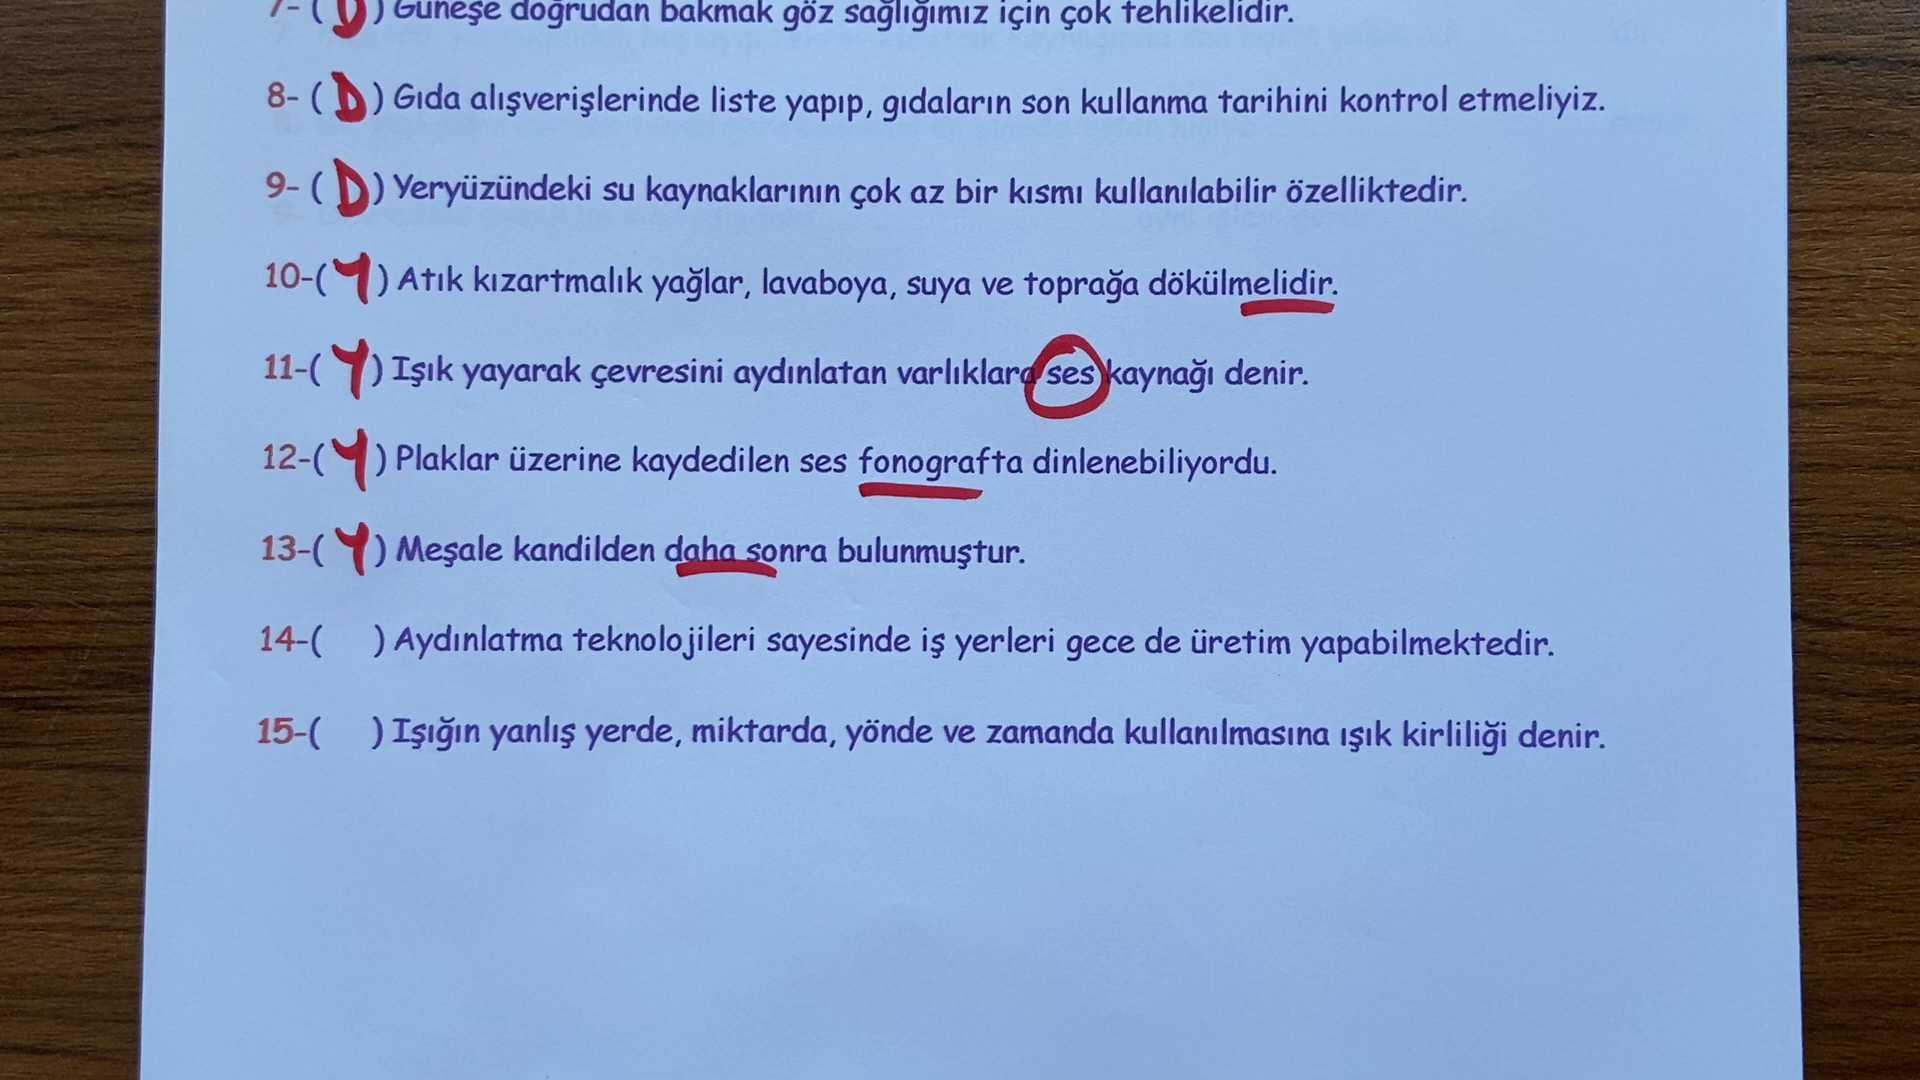 7- ( D ) Güneşe doğrudan bakmak göz sağlığımız için çok tehlikelidir.
8- ( D ) Gıda alışverişlerinde liste yapıp, gıdaların son kullanma tarihini kontrol etmeliyiz.
9- ( D ) Yeryüzündeki su kaynaklarının çok az bir kısmı kullanılabilir özelliktedir.
10-( Y ) Atık kızartmalık yağlar, lavaboya, suya ve toprağa dökülmelidir.
11-( Y ) Işık yayarak çevresini aydınlatan varlıklara ses kaynağı denir.
12-( Y ) Plaklar üzerine kaydedilen ses fonografta dinlenebiliyordu.
13-( Y ) Meşale kandilden daha sonra bulunmuştur.
14-( ) Aydınlatma teknolojileri sayesinde iş yerleri gece de üretim yapabilmektedir.
15-( ) Işığın yanlış yerde, miktarda, yönde ve zamanda kullanılmasına ışık kirliliği denir.